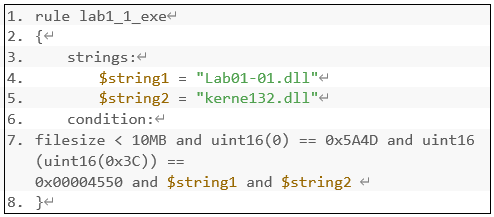 1. rule lab1_1_exe↵
2. {↵
3. strings:↵
4. $string1 = "Lab01-01.dll"↵
5. $string2 = "kerne132.dll"↵
6. condition:↵
7. filesize < 10MB and uint16(0) == 0x5A4D and uint16
(uint16(0x3C)) ==
0x00004550 and $string1 and $string2 ↵
8. }↵